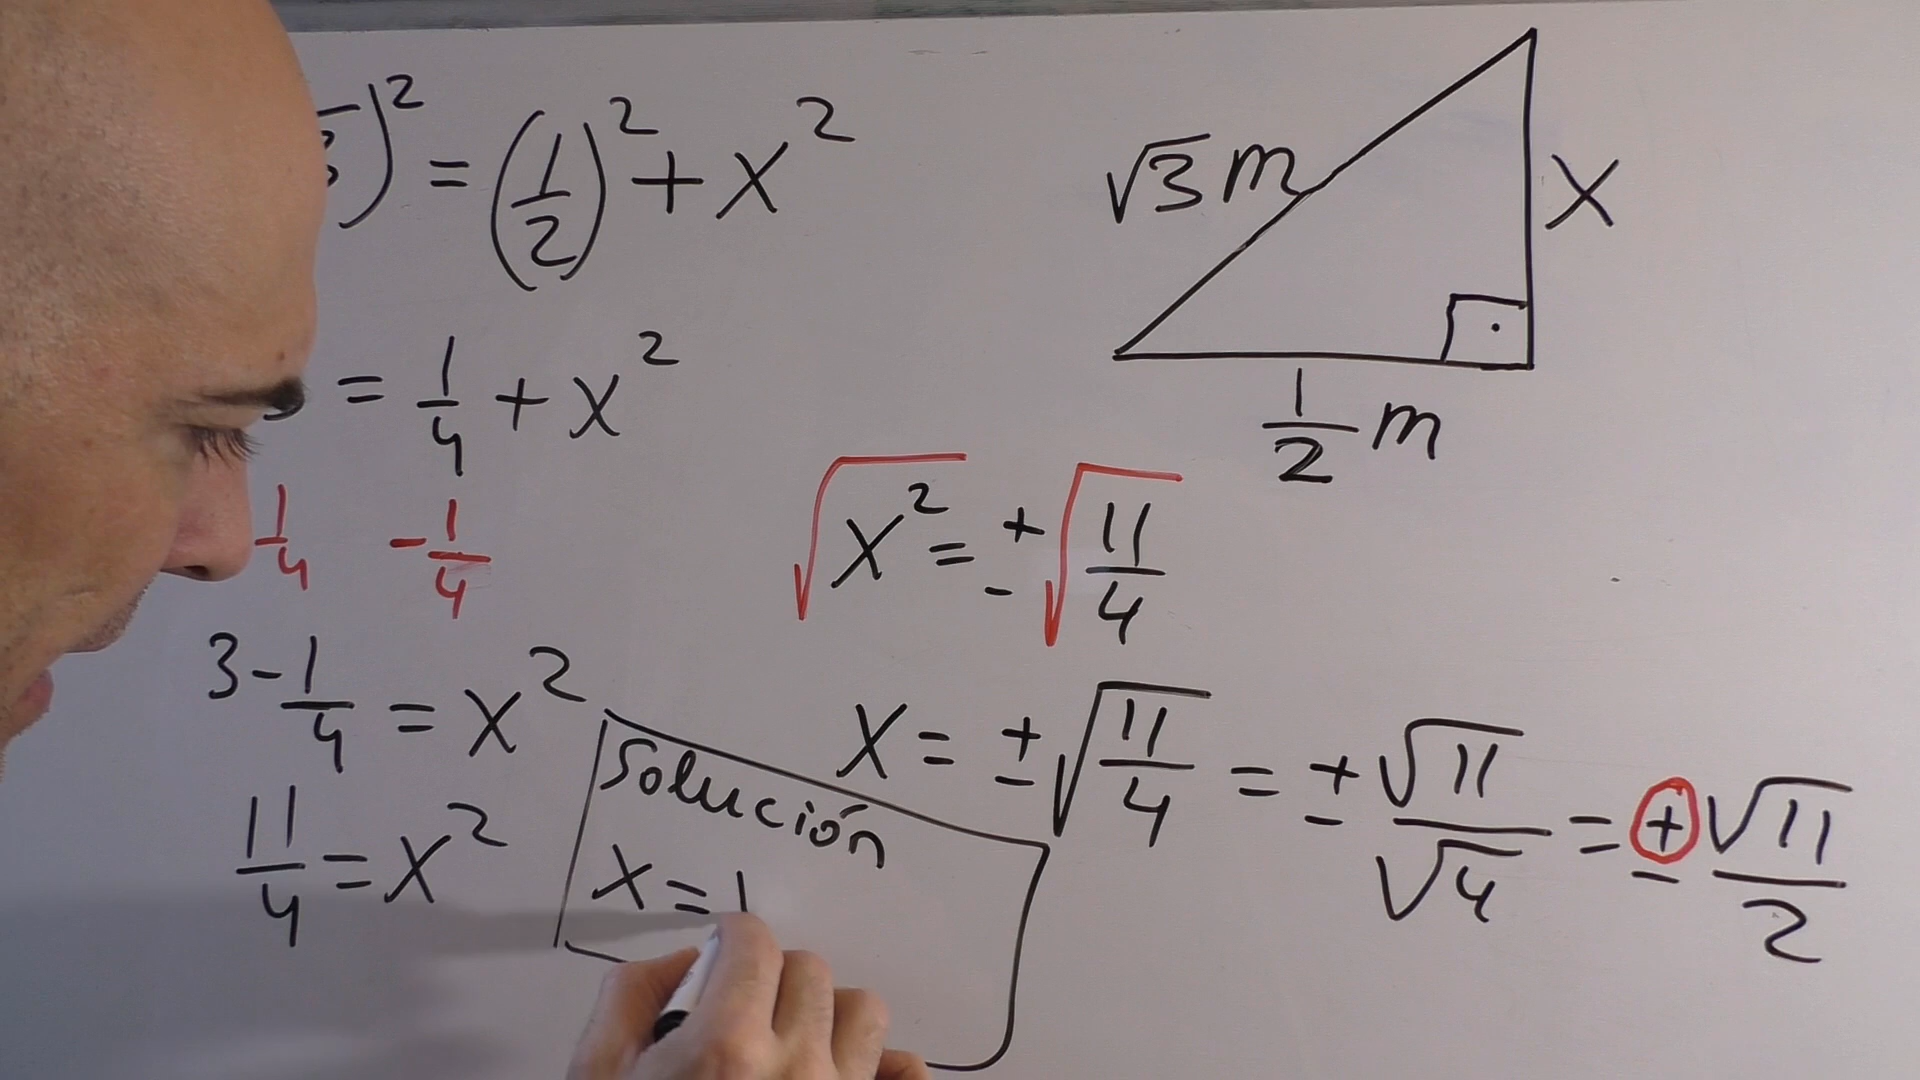 )² = (1/2)² + x²
= 1/4 + x²
1/4 - 1/4
3 - 1/4 = x²
11/4 = x²
√3 m
x
1/2 m
√x² = ± √11/4
x = ± √11/4 = ± √11/√4 = ± √11/2
Solución
x = 1